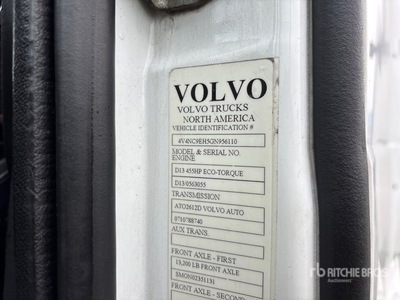 VOLVO
VOLVO TRUCKS
NORTH AMERICA
VEHICLE IDENTIFICATION #
4V4NC9EH5GN956110
MODEL & SERIAL NO.
ENGINE
D13 455HP ECO-TORQUE
D13/0563055
TRANSMISSION
ATO2612D VOLVO AUTO
0710788740
AUX TRANS.
FRONT AXLE - FIRST
13,200 LB FRONT AXLE
SMON02351131
FRONT AXLE - SECOND
RITCHIE BROS
Auctioneers